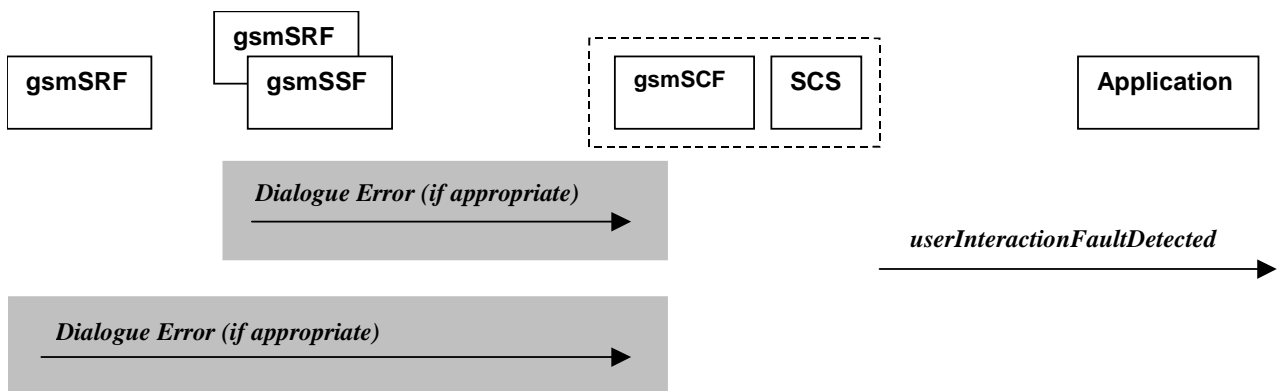 gsmSRF
gsmSRF
gsmSSF
gsmSCF
SCS
Application
Dialogue Error (if appropriate)
userInteractionFaultDetected
Dialogue Error (if appropriate)